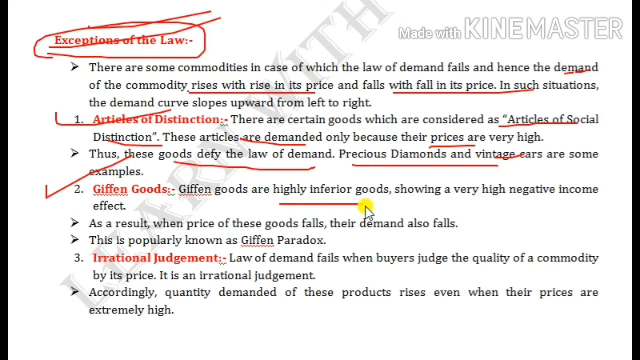 Made with KINEMASTER
Exceptions of the Law:-
➤ There are some commodities in case of which the law of demand fails and hence the demand
of the commodity rises with rise in its price and falls with fall in its price. In such situations,
the demand curve slopes upward from left to right.
1. Articles of Distinction:- There are certain goods which are considered as "Articles of Social
Distinction". These articles are demanded only because their prices are very high.
➤ Thus, these goods defy the law of demand. Precious Diamonds and vintage cars are some
examples.
2. Giffen Goods:- Giffen goods are highly inferior goods, showing a very high negative income
effect.
➤ As a result, when price of these goods falls, their demand also falls.
➤ This is popularly known as Giffen Paradox.
3. Irrational Judgement:- Law of demand fails when buyers judge the quality of a commodity
by its price. It is an irrational judgement.
➤ Accordingly, quantity demanded of these products rises even when their prices are
extremely high.
LEARN WITH